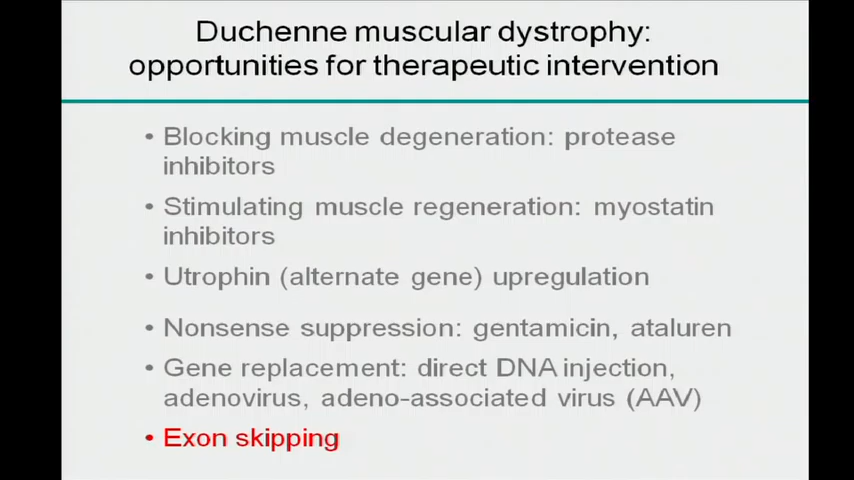 Duchenne muscular dystrophy:
opportunities for therapeutic intervention
• Blocking muscle degeneration: protease
inhibitors
• Stimulating muscle regeneration: myostatin
inhibitors
• Utrophin (alternate gene) upregulation
• Nonsense suppression: gentamicin, ataluren
• Gene replacement: direct DNA injection,
adenovirus, adeno-associated virus (AAV)
• Exon skipping